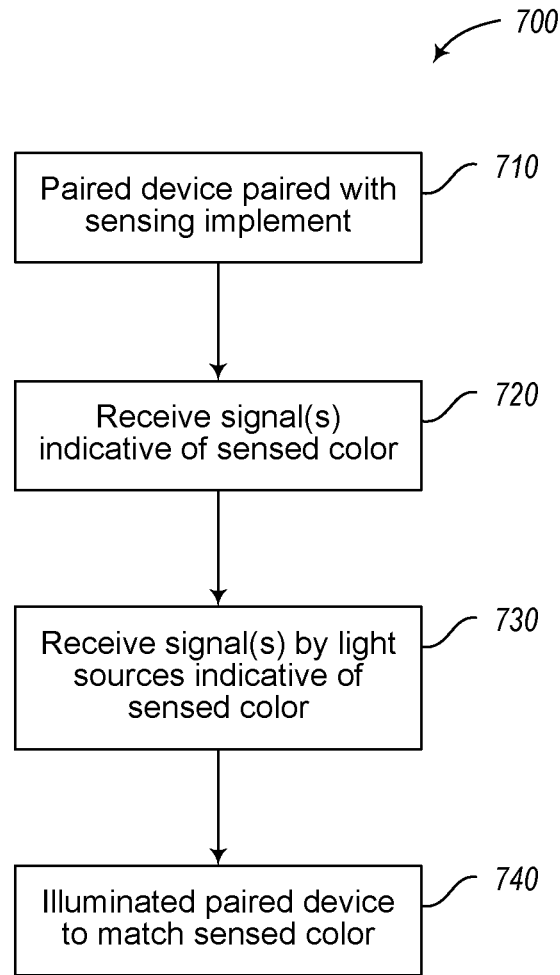 700
710
Paired device paired with
sensing implement
720
Receive signal(s)
indicative of sensed color
730
Receive signal(s) by light
sources indicative of
sensed color
740
Illuminated paired device
to match sensed color